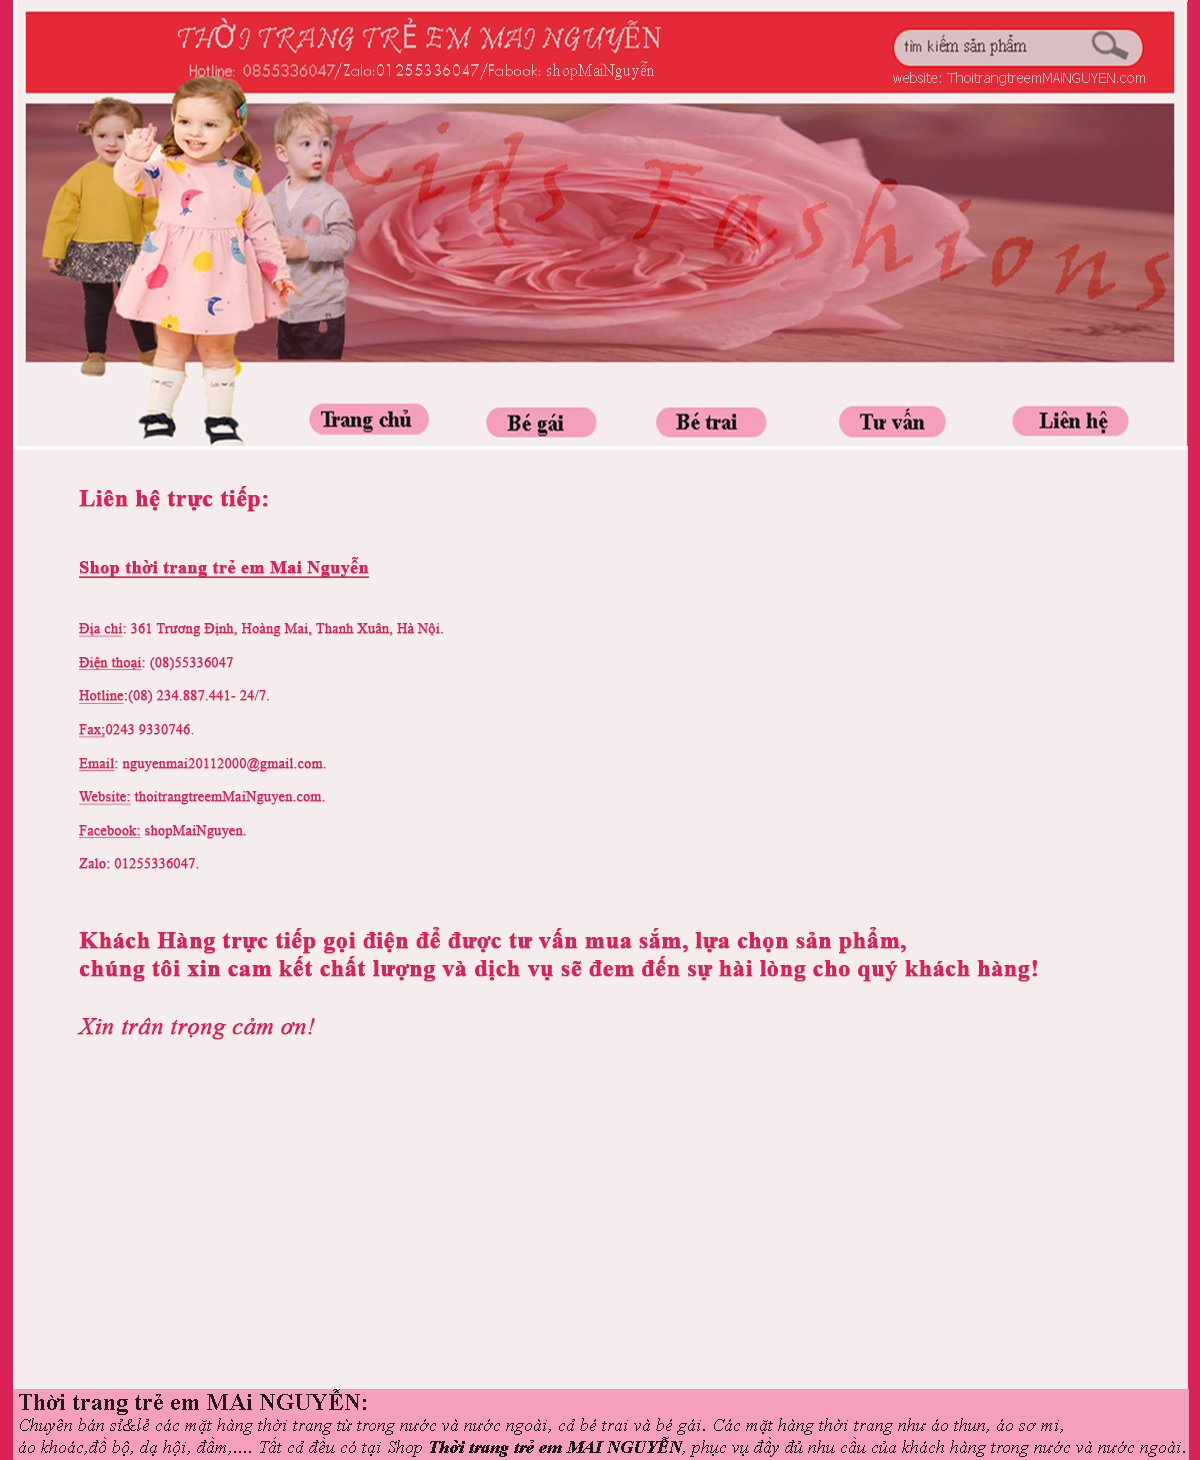 THỜI TRANG TRẺ EM MAI NGUYỄN
Hotline: 0855336047/Zalo:01255336047/Fabook: shopMaiNguyễn
tìm kiếm sản phẩm
website: ThoitrangtreemMAiNGUYEN.com
Kids Fashions
Trang chủ
Bé gái
Bé trai
Tư vấn
Liên hệ
Liên hệ trực tiếp:
Shop thời trang trẻ em Mai Nguyễn
Địa chỉ: 361 Trương Định, Hoàng Mai, Thanh Xuân, Hà Nội.
Điện thoại: (08)55336047
Hotline:(08) 234.887.441- 24/7.
Fax;0243 9330746.
Email: nguyenmai20112000@gmail.com.
Website: thoitrangtreemMaiNguyen.com.
Facebook: shopMaiNguyen.
Zalo: 01255336047.
Khách Hàng trực tiếp gọi điện để được tư vấn mua sắm, lựa chọn sản phẩm,
chúng tôi xin cam kết chất lượng và dịch vụ sẽ đem đến sự hài lòng cho quý khách hàng!
Xin trân trọng cảm ơn!
Thời trang trẻ em MAi NGUYỄN:
Chuyên bán sỉ&lẻ các mặt hàng thời trang từ trong nước và nước ngoài, cả bé trai và bé gái. Các mặt hàng thời trang như áo thun, áo sơ mi,
áo khoác,đồ bộ, dạ hội, đầm,.... Tất cả đều có tại Shop Thời trang trẻ em MAI NGUYỄN, phục vụ đầy đủ nhu cầu của khách hàng trong nước và nước ngoài.